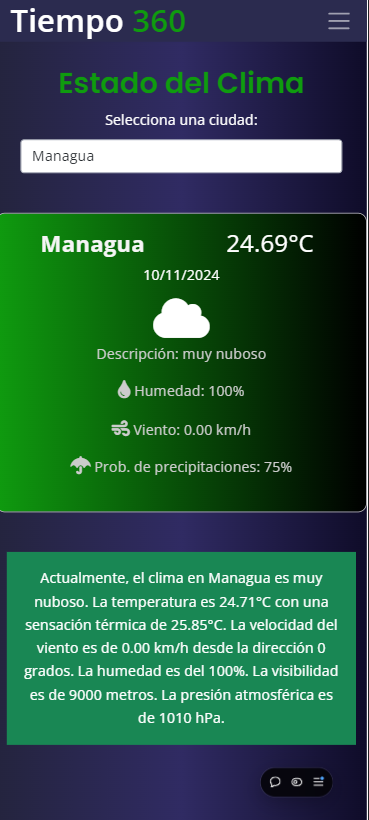 Tiempo 360
Estado del Clima
Selecciona una ciudad:
Managua
Managua 24.69°C
10/11/2024
Descripción: muy nuboso
Humedad: 100%
Viento: 0.00 km/h
Prob. de precipitaciones: 75%
Actualmente, el clima en Managua es muy
nuboso. La temperatura es 24.71°C con una
sensación térmica de 25.85°C. La velocidad del
viento es de 0.00 km/h desde la dirección 0
grados. La humedad es del 100%. La visibilidad
es de 9000 metros. La presión atmosférica es
de 1010 hPa.